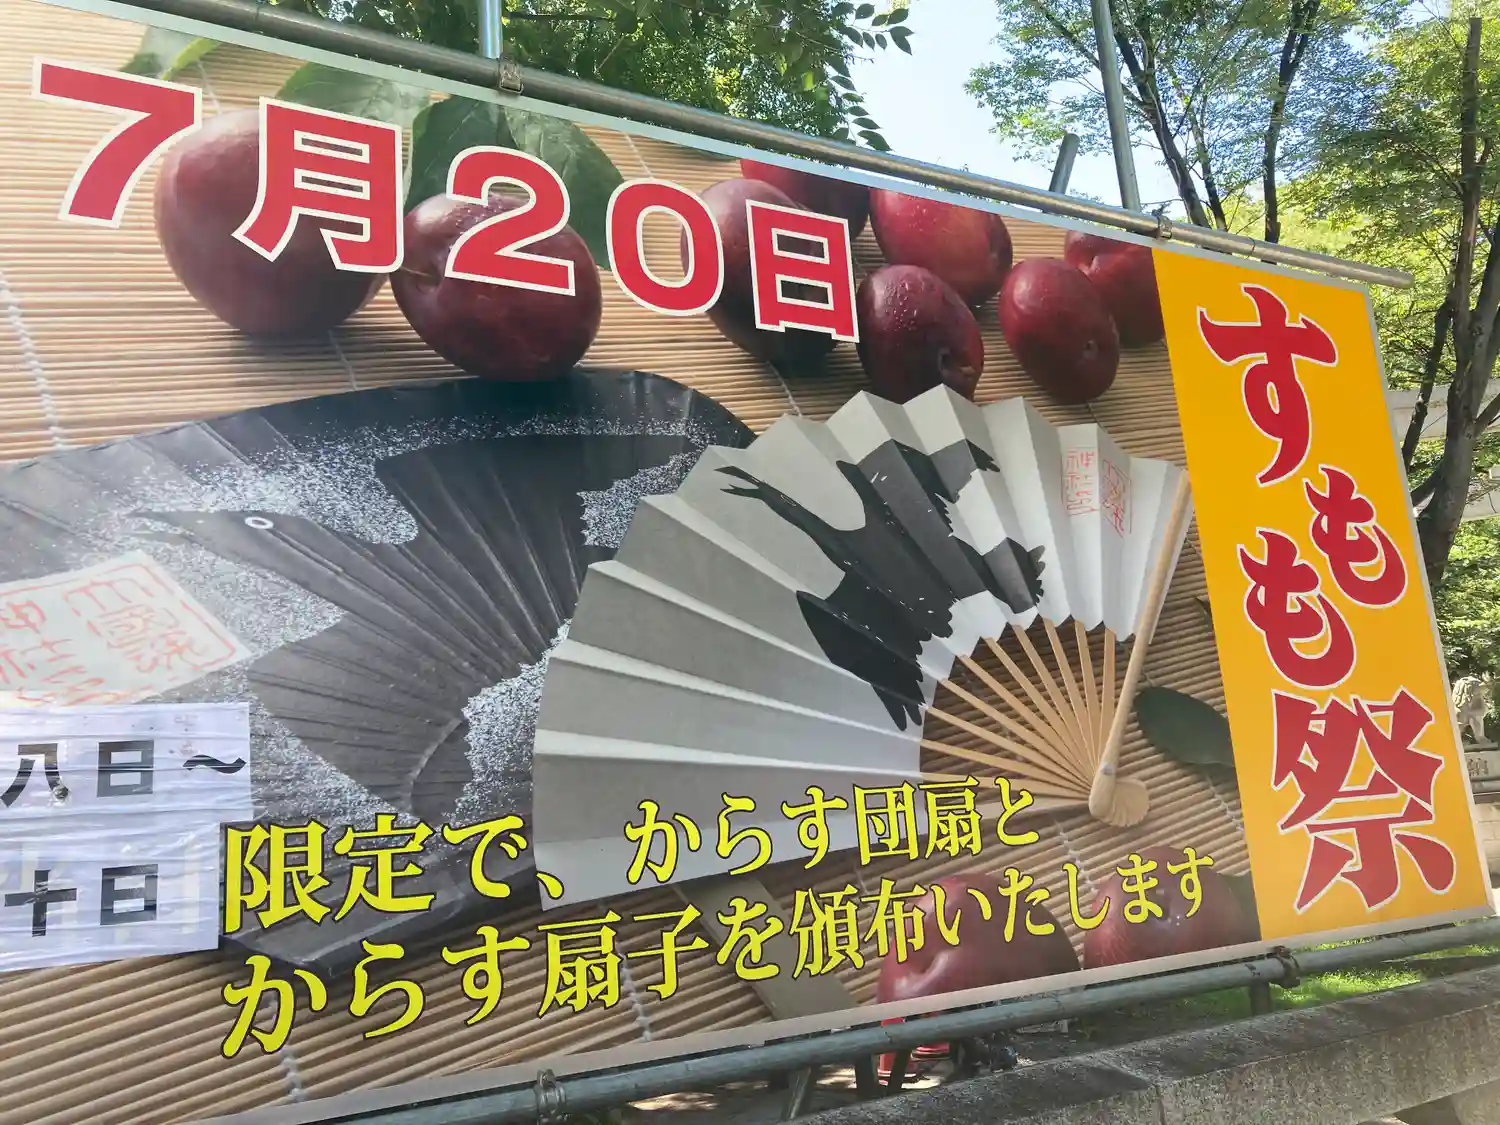 7月20日
すもも祭
八日～
十日
限定で、からす団扇と
からす扇子を頒布いたします